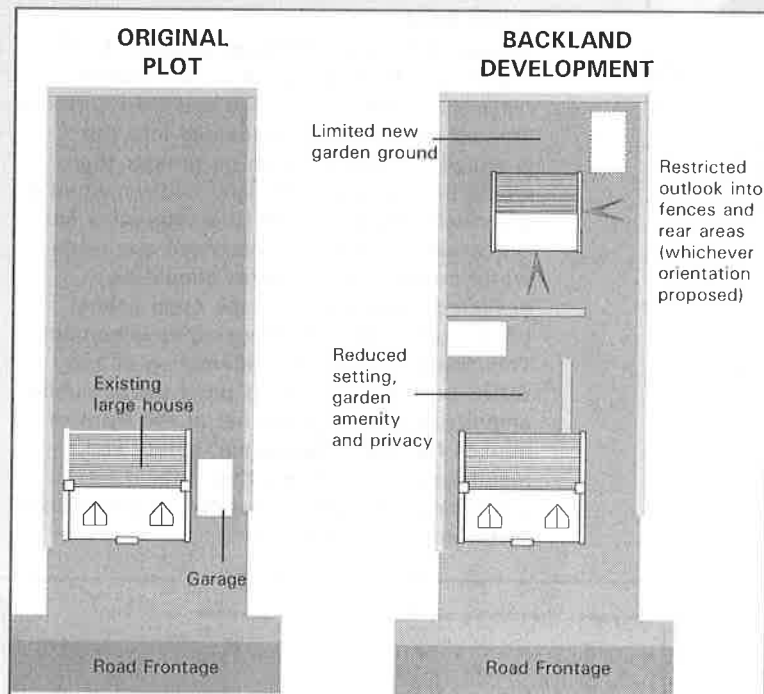 ORIGINAL
PLOT
Existing
large house
Garage
Road Frontage
BACKLAND
DEVELOPMENT
Limited new
garden ground
Restricted
outlook into
fences and
rear areas
(whichever
orientation
proposed)
Reduced
setting,
garden
amenity
and privacy
Road Frontage